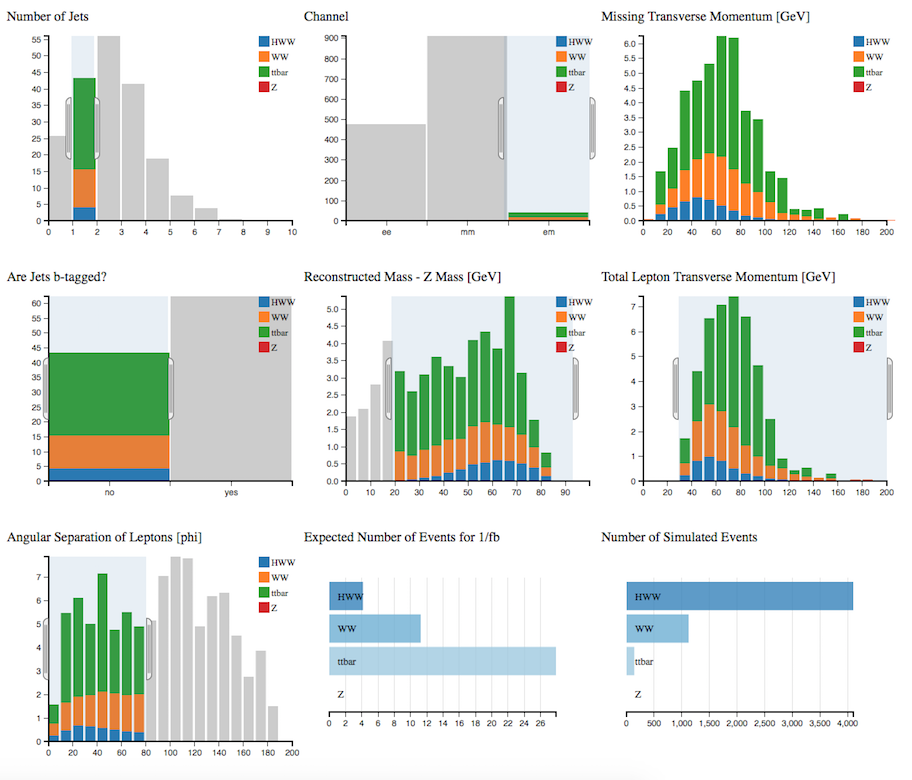 Number of Jets
55
50
45
40
35
30
25
20
15
10
5
0
0 1 2 3 4 5 6 7 8 9 10
HWW
WW
ttbar
Z
Channel
900
800
700
600
500
400
300
200
100
0
ee mm em
HWW
WW
ttbar
Z
Missing Transverse Momentum [GeV]
6.0
5.5
5.0
4.5
4.0
3.5
3.0
2.5
2.0
1.5
1.0
0.5
0.0
0 20 40 60 80 100 120 140 160 180 200
HWW
WW
ttbar
Z
Are Jets b-tagged?
60
55
50
45
40
35
30
25
20
15
10
5
0
no yes
HWW
WW
ttbar
Z
Reconstructed Mass - Z Mass [GeV]
5.0
4.5
4.0
3.5
3.0
2.5
2.0
1.5
1.0
0.5
0.0
0 10 20 30 40 50 60 70 80 90
HWW
WW
ttbar
Z
Total Lepton Transverse Momentum [GeV]
7
6
5
4
3
2
1
0
0 20 40 60 80 100 120 140 160 180 200
HWW
WW
ttbar
Z
Angular Separation of Leptons [phi]
7
6
5
4
3
2
1
0
0 20 40 60 80 100 120 140 160 180 200
HWW
WW
ttbar
Z
Expected Number of Events for 1/fb
HWW
WW
ttbar
Z
0 2 4 6 8 10 12 14 16 18 20 22 24 26
Number of Simulated Events
HWW
WW
ttbar
Z
0 500 1,000 1,500 2,000 2,500 3,000 3,500 4,000